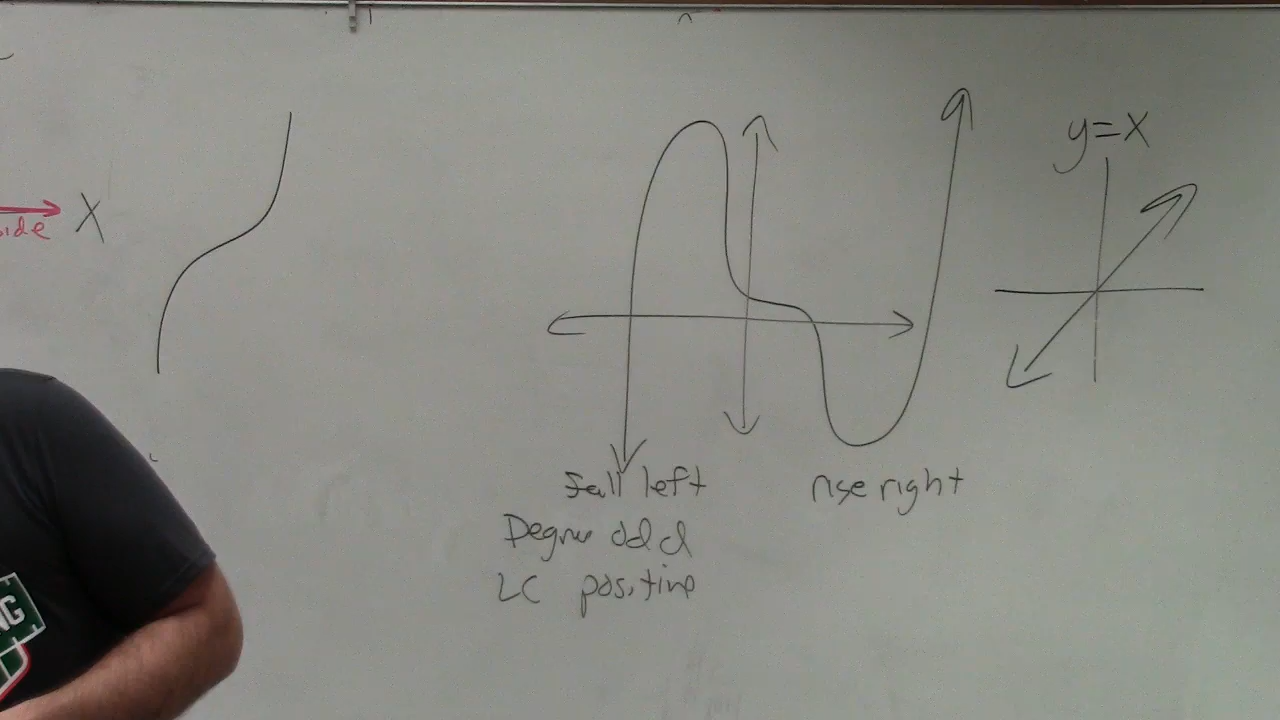 X
y=x
fall left
rise right
Degree odd
LC positive